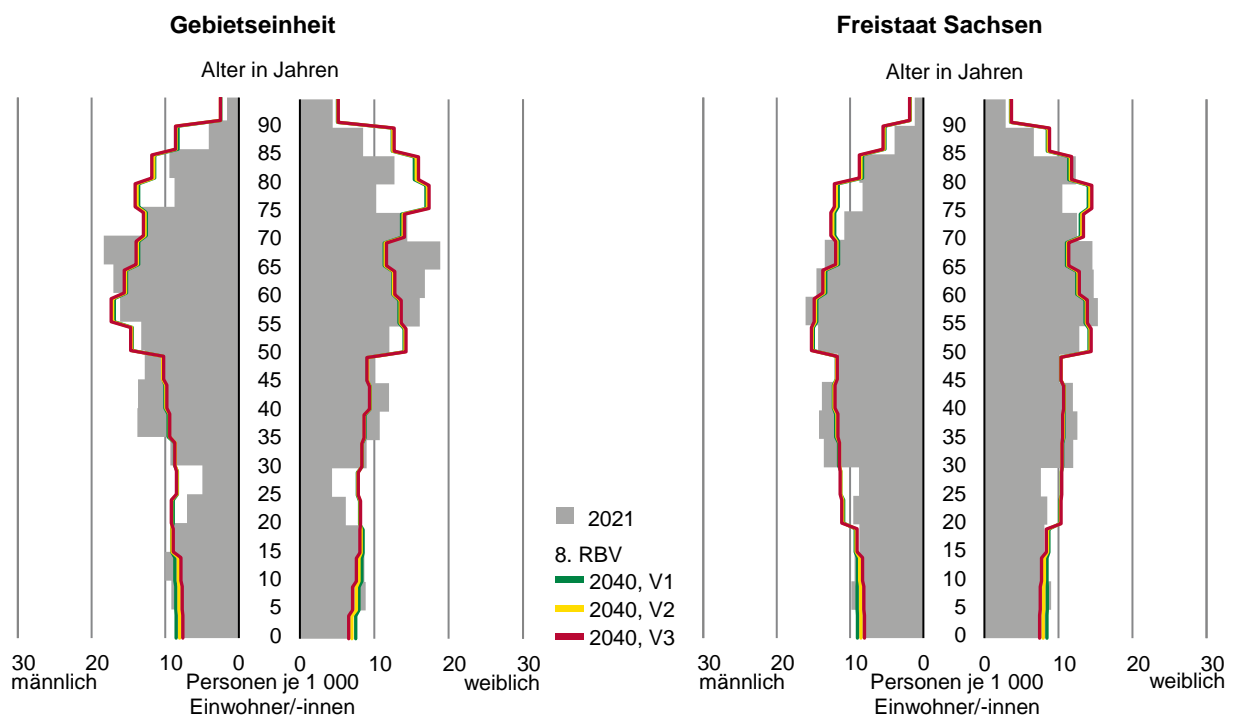 Gebietseinheit
Freistaat Sachsen
Alter in Jahren
Alter in Jahren
90
85
80
75
70
65
60
55
50
45
40
35
30
25
20
15
10
5
0
90
85
80
75
70
65
60
55
50
45
40
35
30
25
20
15
10
5
0
2021
8. RBV
2040, V1
2040, V2
2040, V3
30 20 10 0 0 10 20 30
männlich Personen je 1 000 weiblich
Einwohner/-innen
30 20 10 0 0 10 20 30
männlich Personen je 1 000 weiblich
Einwohner/-innen